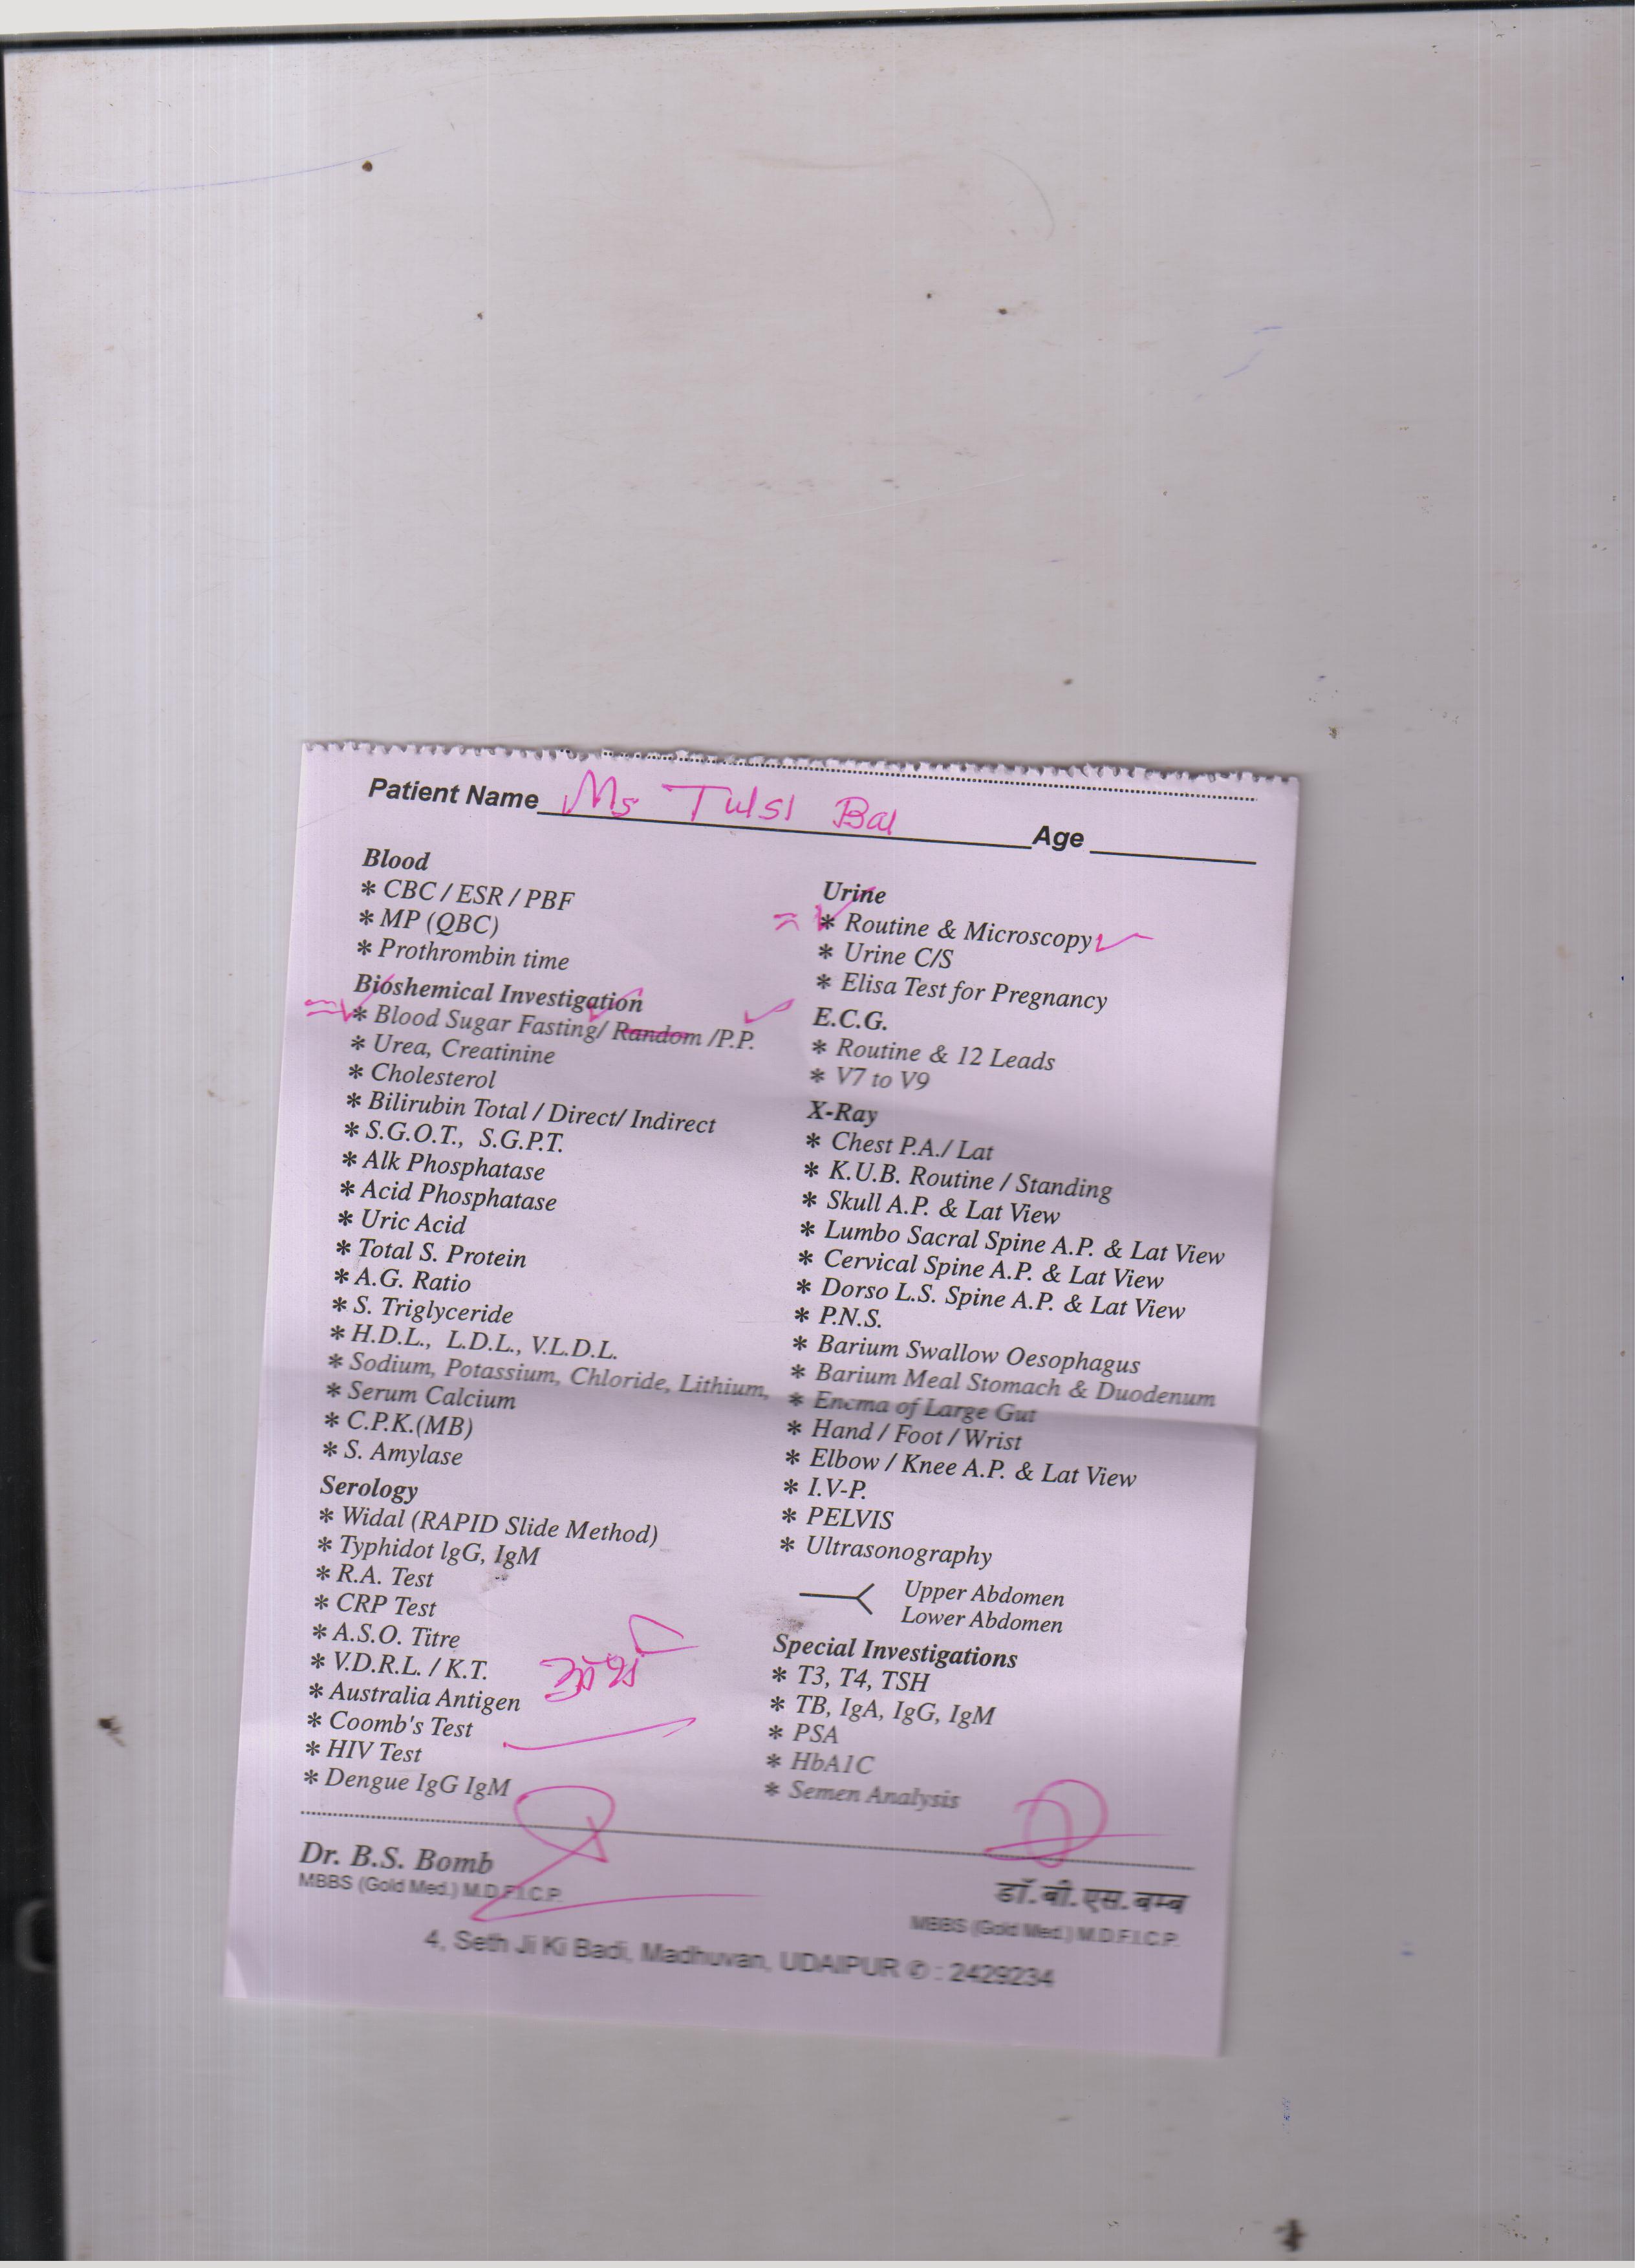 Patient Name Ms Tulsi Bai Age
Blood
* CBC / ESR / PBF
* MP (QBC)
* Prothrombin time
Bioshemical Investigation
* Blood Sugar Fasting/ Random /P.P.
* Urea, Creatinine
* Cholesterol
* Bilirubin Total / Direct/ Indirect
* S.G.O.T., S.G.P.T.
* Alk Phosphatase
* Acid Phosphatase
* Uric Acid
* Total S. Protein
* A.G. Ratio
* S. Triglyceride
* H.D.L., L.D.L., V.L.D.L.
* Sodium, Potassium, Chloride, Lithium,
* Serum Calcium
* C.P.K.(MB)
* S. Amylase
Serology
* Widal (RAPID Slide Method)
* Typhidot lgG, IgM
* R.A. Test
* CRP Test
* A.S.O. Titre
* V.D.R.L. / K.T.
* Australia Antigen
* Coomb's Test
* HIV Test
* Dengue IgG IgM
Urine
* Routine & Microscopy
* Urine C/S
* Elisa Test for Pregnancy
E.C.G.
* Routine & 12 Leads
* V7 to V9
X-Ray
* Chest P.A./ Lat
* K.U.B. Routine / Standing
* Skull A.P. & Lat View
* Lumbo Sacral Spine A.P. & Lat View
* Cervical Spine A.P. & Lat View
* Dorso L.S. Spine A.P. & Lat View
* P.N.S.
* Barium Swallow Oesophagus
* Barium Meal Stomach & Duodenum
* Enema of Large Gut
* Hand / Foot / Wrist
* Elbow / Knee A.P. & Lat View
* I.V-P.
* PELVIS
* Ultrasonography
Upper Abdomen
Lower Abdomen
Special Investigations
* T3, T4, TSH
* TB, IgA, IgG, IgM
* PSA
* HbA1C
* Semen Analysis
Dr. B.S. Bomb
MBBS (Gold Med.) M.D.F.I.C.P.
डॉ. बी. एस. बम्ब
MBBS (Gold Med.) M.D.F.I.C.P.
4, Seth Ji Ki Badi, Madhuvan, UDAIPUR ✆ : 2429234